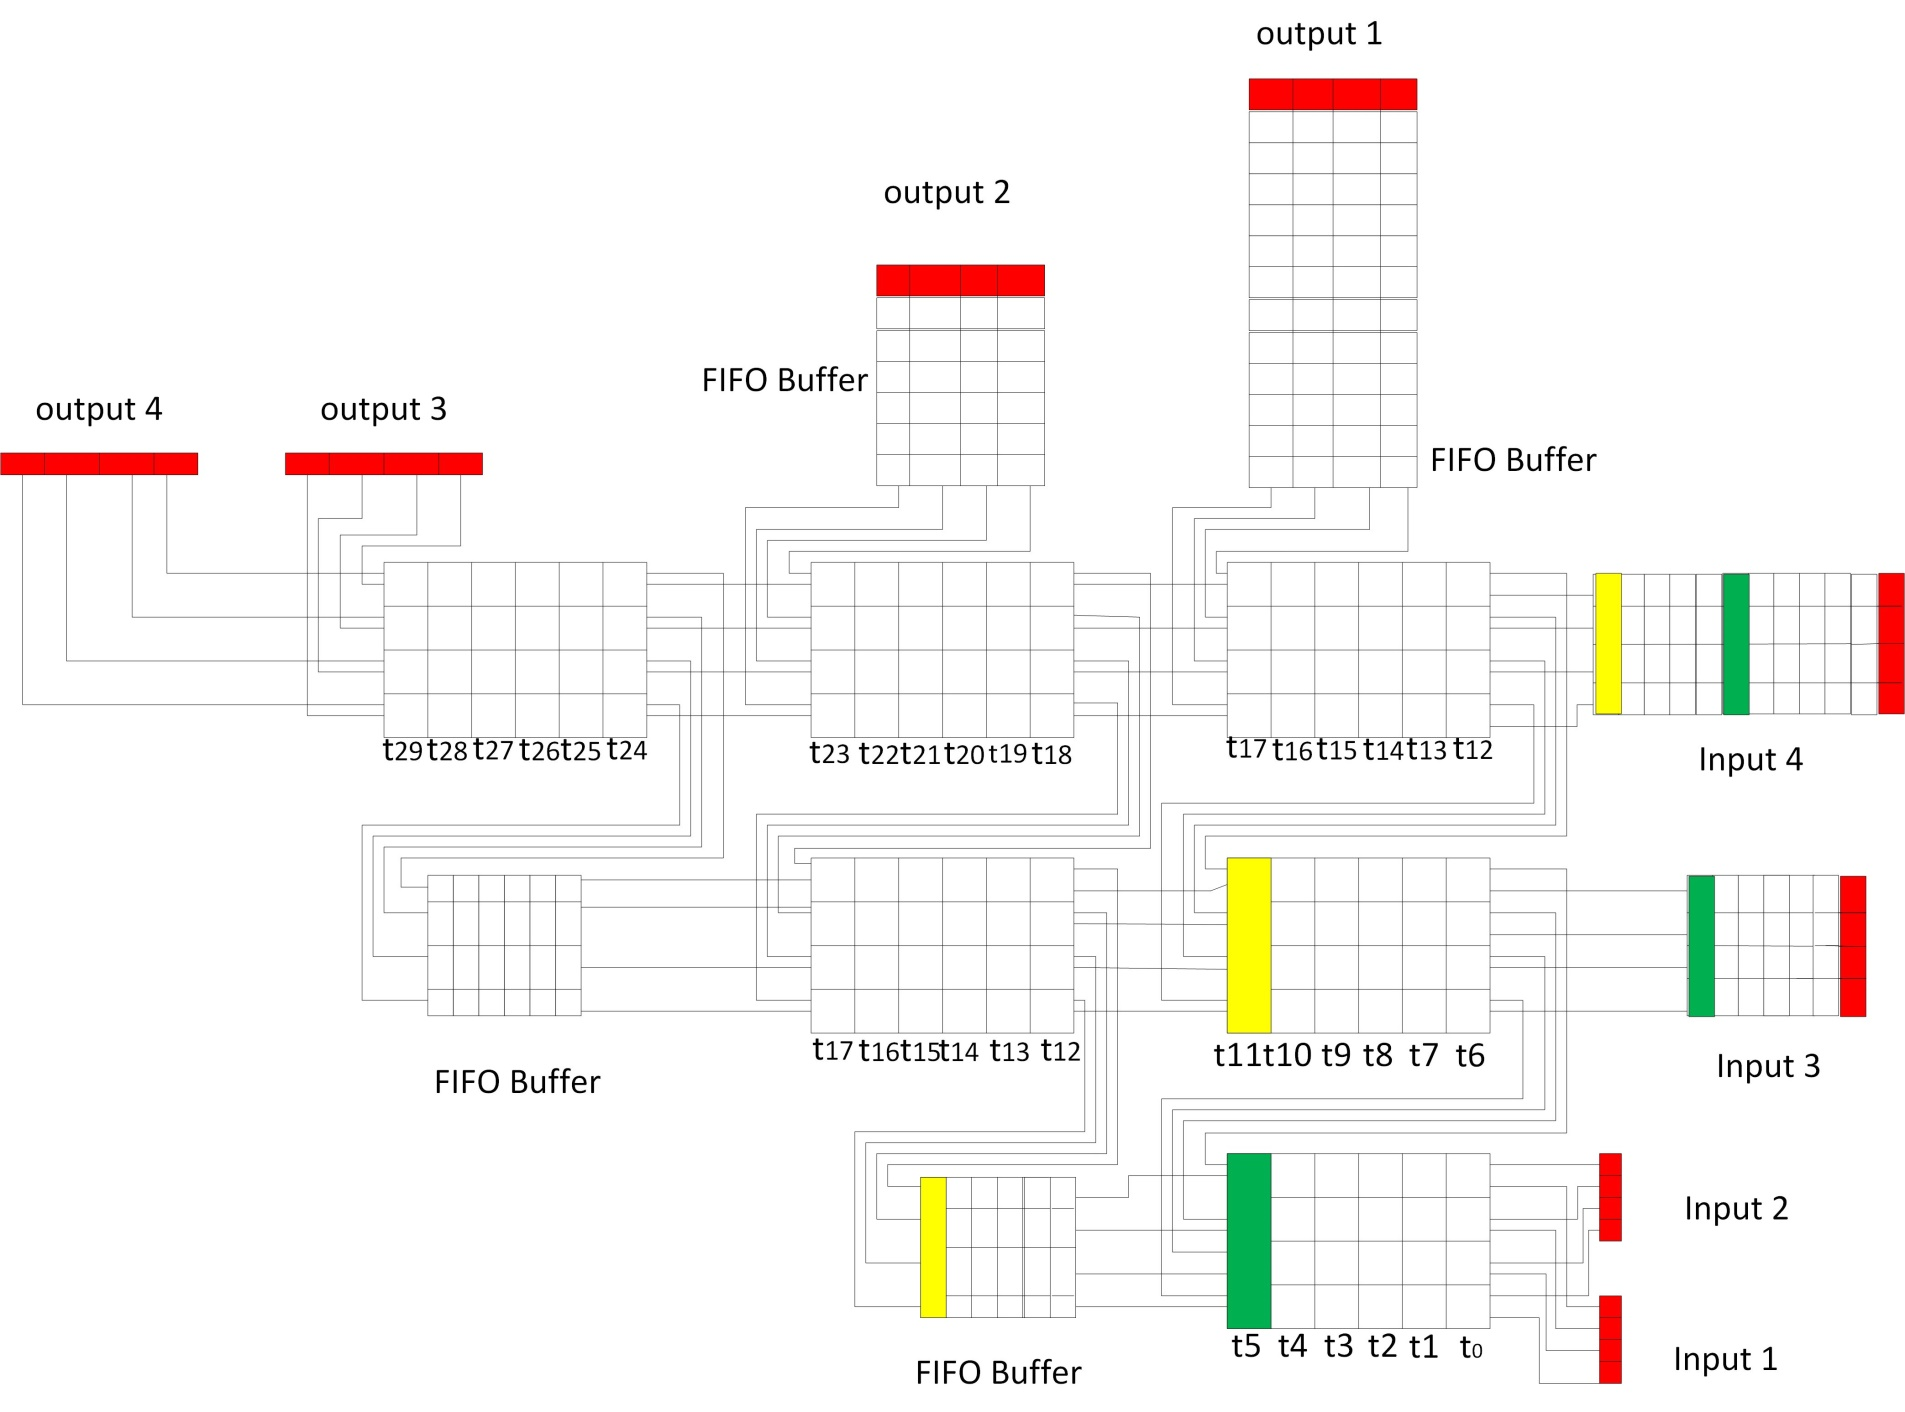 output 1
output 2
FIFO Buffer
output 4
output 3
FIFO Buffer
t29 t28 t27 t26 t25 t24
t23 t22 t21 t20 t19 t18
t17 t16 t15 t14 t13 t12
Input 4
t17 t16 t15 t14 t13 t12
t11 t10 t9 t8 t7 t6
Input 3
FIFO Buffer
Input 2
t5 t4 t3 t2 t1 t0
Input 1
FIFO Buffer